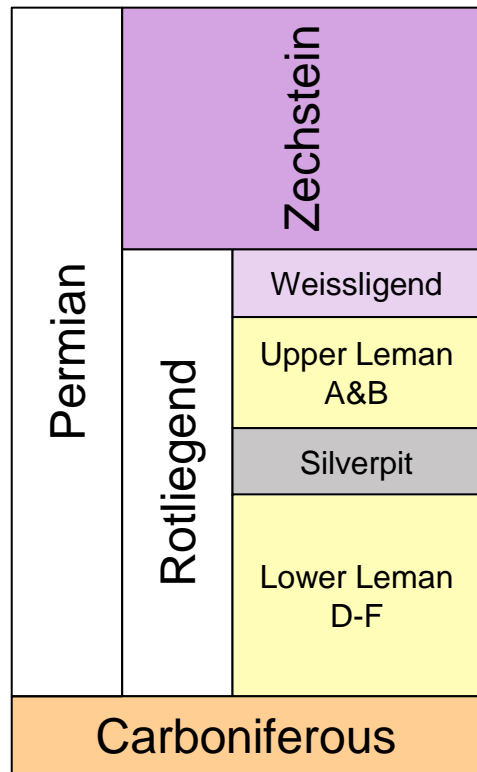 Permian
Zechstein
Rotliegend
Weissligend
Upper Leman
A&B
Silverpit
Lower Leman
D-F
Carboniferous